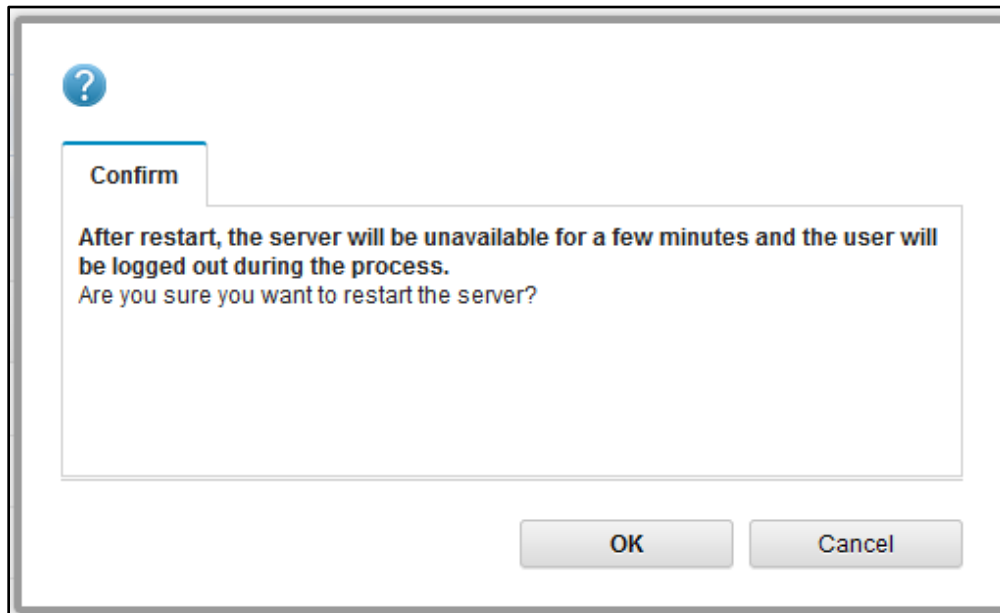 ?
Confirm
After restart, the server will be unavailable for a few minutes and the user will
be logged out during the process.
Are you sure you want to restart the server?
OK
Cancel